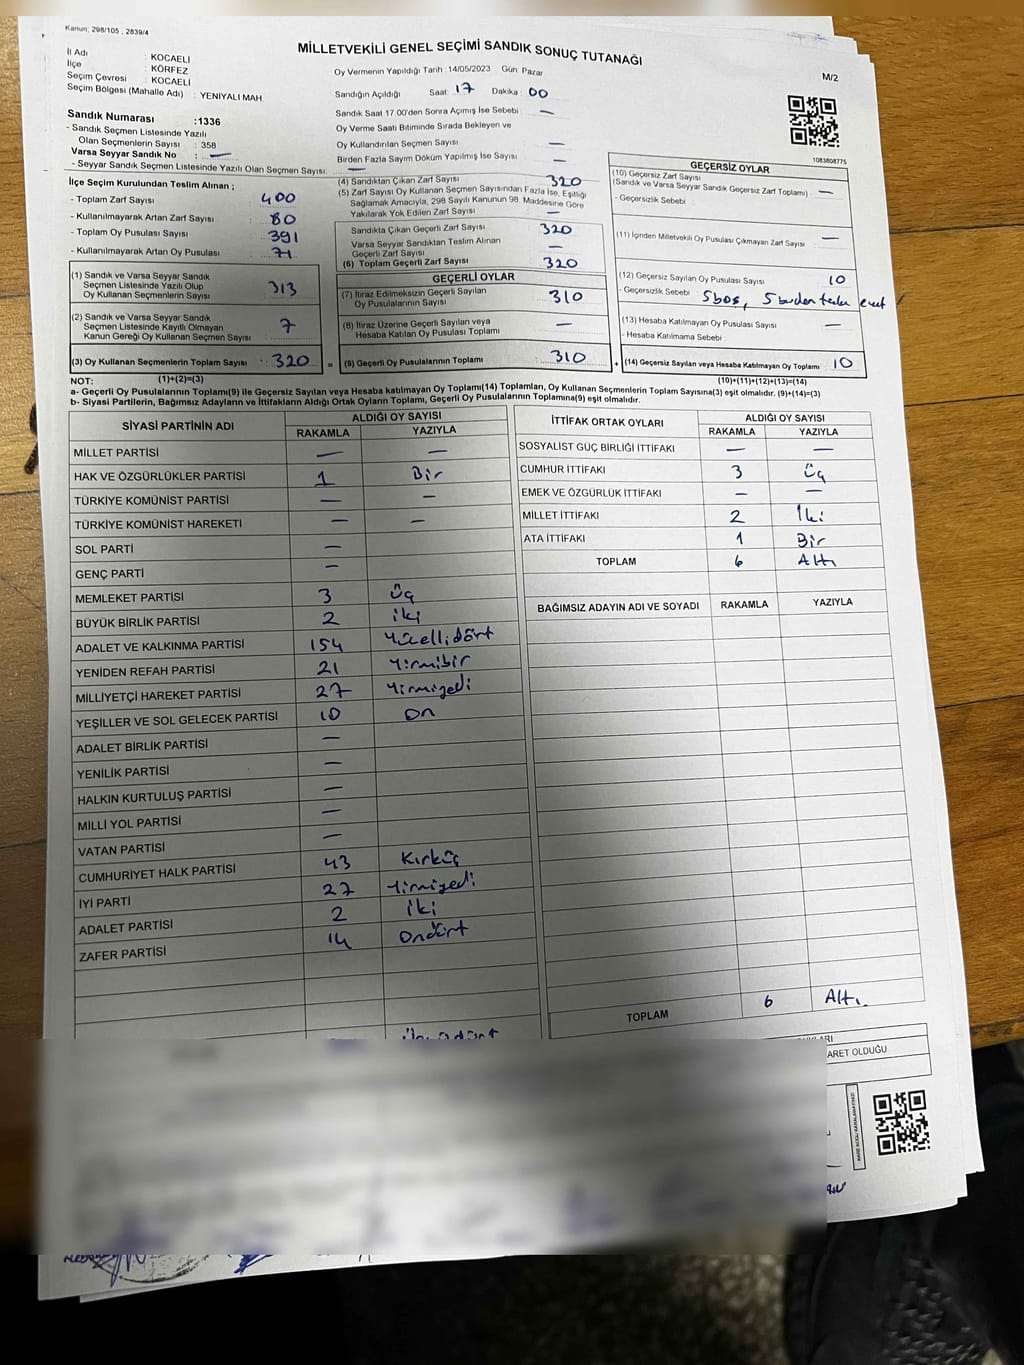 Kanun: 298/105 , 2839/4
MİLLETVEKİLİ GENEL SEÇİMİ SANDIK SONUÇ TUTANAĞI
M/2
İl Adı : KOCAELİ
İlçe : KÖRFEZ
Seçim Çevresi : KOCAELİ
Seçim Bölgesi (Mahalle Adı) : YENİYALI MAH
Oy Vermenin Yapıldığı Tarih :14/05/2023 Gün: Pazar
Sandığın Açıldığı Saat: 17 Dakika: 00
Sandık Saat 17.00'den Sonra Açımış İse Sebebi —
Oy Verme Saati Bitiminde Sırada Bekleyen ve
Oy Kullandırılan Seçmen Sayısı —
Birden Fazla Sayım Döküm Yapılmış İse Sayısı —
Sandık Numarası :1336
- Sandık Seçmen Listesinde Yazılı
Olan Seçmenlerin Sayısı : 358
Varsa Seyyar Sandık No : —
- Seyyar Sandık Seçmen Listesinde Yazılı Olan Seçmen Sayısı: —
1083808775
İlçe Seçim Kurulundan Teslim Alınan ;
- Toplam Zarf Sayısı : 400
- Kullanılmayarak Artan Zarf Sayısı : 80
- Toplam Oy Pusulası Sayısı : 391
- Kullanılmayarak Artan Oy Pusulası : 71
(1) Sandık ve Varsa Seyyar Sandık
Seçmen Listesinde Yazılı Olup
Oy Kullanan Seçmenlerin Sayısı : 313
(2) Sandık ve Varsa Seyyar Sandık
Seçmen Listesinde Kayıtlı Olmayan
Kanun Gereği Oy Kullanan Seçmen Sayısı : 7
(3) Oy Kullanan Seçmenlerin Toplam Sayısı : 320
(4) Sandıktan Çıkan Zarf Sayısı 320
(5) Zarf Sayısı Oy Kullanan Seçmen Sayısından Fazla İse, Eşitliği
Sağlamak Amacıyla, 298 Sayılı Kanunun 98. Maddesine Göre
Yakılarak Yok Edilen Zarf Sayısı —
Sandıkta Çıkan Geçerli Zarf Sayısı 320
Varsa Seyyar Sandıktan Teslim Alınan
Geçerli Zarf Sayısı —
(6) Toplam Geçerli Zarf Sayısı 320
GEÇERLİ OYLAR
(7) İtiraz Edilmeksizin Geçerli Sayılan
Oy Pusulalarının Sayısı : 310
(8) İtiraz Üzerine Geçerli Sayılan veya
Hesaba Katılan Oy Pusulası Toplamı : —
= (9) Geçerli Oy Pusulalarının Toplamı : 310
GEÇERSİZ OYLAR
(10) Geçersiz Zarf Sayısı
(Sandık ve Varsa Seyyar Sandık Geçersiz Zarf Toplamı) : —
- Geçersizlik Sebebi :
(11) İçinden Milletvekili Oy Pusulası Çıkmayan Zarf Sayısı : —
(12) Geçersiz Sayılan Oy Pusulası Sayısı : 10
- Geçersizlik Sebebi : 5 boş, 5 birden fazla evet
(13) Hesaba Katılmayan Oy Pusulası Sayısı : —
- Hesaba Katılmama Sebebi :
+ (14) Geçersiz Sayılan veya Hesaba Katılmayan Oy Toplamı : 10
NOT: (1)+(2)=(3) (10)+(11)+(12)+(13)=(14)
a- Geçerli Oy Pusulalarının Toplamı(9) ile Geçersiz Sayılan veya Hesaba katılmayan Oy Toplamı(14) Toplamları, Oy Kullanan Seçmenlerin Toplam Sayısına(3) eşit olmalıdır. (9)+(14)=(3)
b- Siyasi Partilerin, Bağımsız Adayların ve İttifakların Aldığı Ortak Oyların Toplamı, Geçerli Oy Pusulalarının Toplamına(9) eşit olmalıdır.
SİYASİ PARTİNİN ADI ALDIĞI OY SAYISI
RAKAMLA YAZIYLA
MİLLET PARTİSİ — —
HAK VE ÖZGÜRLÜKLER PARTİSİ 1 Bir
TÜRKİYE KOMÜNİST PARTİSİ — —
TÜRKİYE KOMÜNİST HAREKETİ — —
SOL PARTİ —
GENÇ PARTİ —
MEMLEKET PARTİSİ 3 Üç
BÜYÜK BİRLİK PARTİSİ 2 iki
ADALET VE KALKINMA PARTİSİ 154 Yüzellidört
YENİDEN REFAH PARTİSİ 21 Yirmibir
MİLLİYETÇİ HAREKET PARTİSİ 27 Yirmiyedi
YEŞİLLER VE SOL GELECEK PARTİSİ 10 On
ADALET BİRLİK PARTİSİ —
YENİLİK PARTİSİ —
HALKIN KURTULUŞ PARTİSİ —
MİLLİ YOL PARTİSİ —
VATAN PARTİSİ —
CUMHURİYET HALK PARTİSİ 43 Kırküç
İYİ PARTİ 27 Yirmiyedi
ADALET PARTİSİ 2 İki
ZAFER PARTİSİ 14 Ondört
İTTİFAK ORTAK OYLARI ALDIĞI OY SAYISI
RAKAMLA YAZIYLA
SOSYALİST GÜÇ BİRLİĞİ İTTİFAKI — —
CUMHUR İTTİFAKI 3 Üç
EMEK VE ÖZGÜRLÜK İTTİFAKI — —
MİLLET İTTİFAKI 2 İki
ATA İTTİFAKI 1 Bir
TOPLAM 6 Altı
BAĞIMSIZ ADAYIN ADI VE SOYADI RAKAMLA YAZIYLA
TOPLAM 6 Altı
ARET OLDUĞU